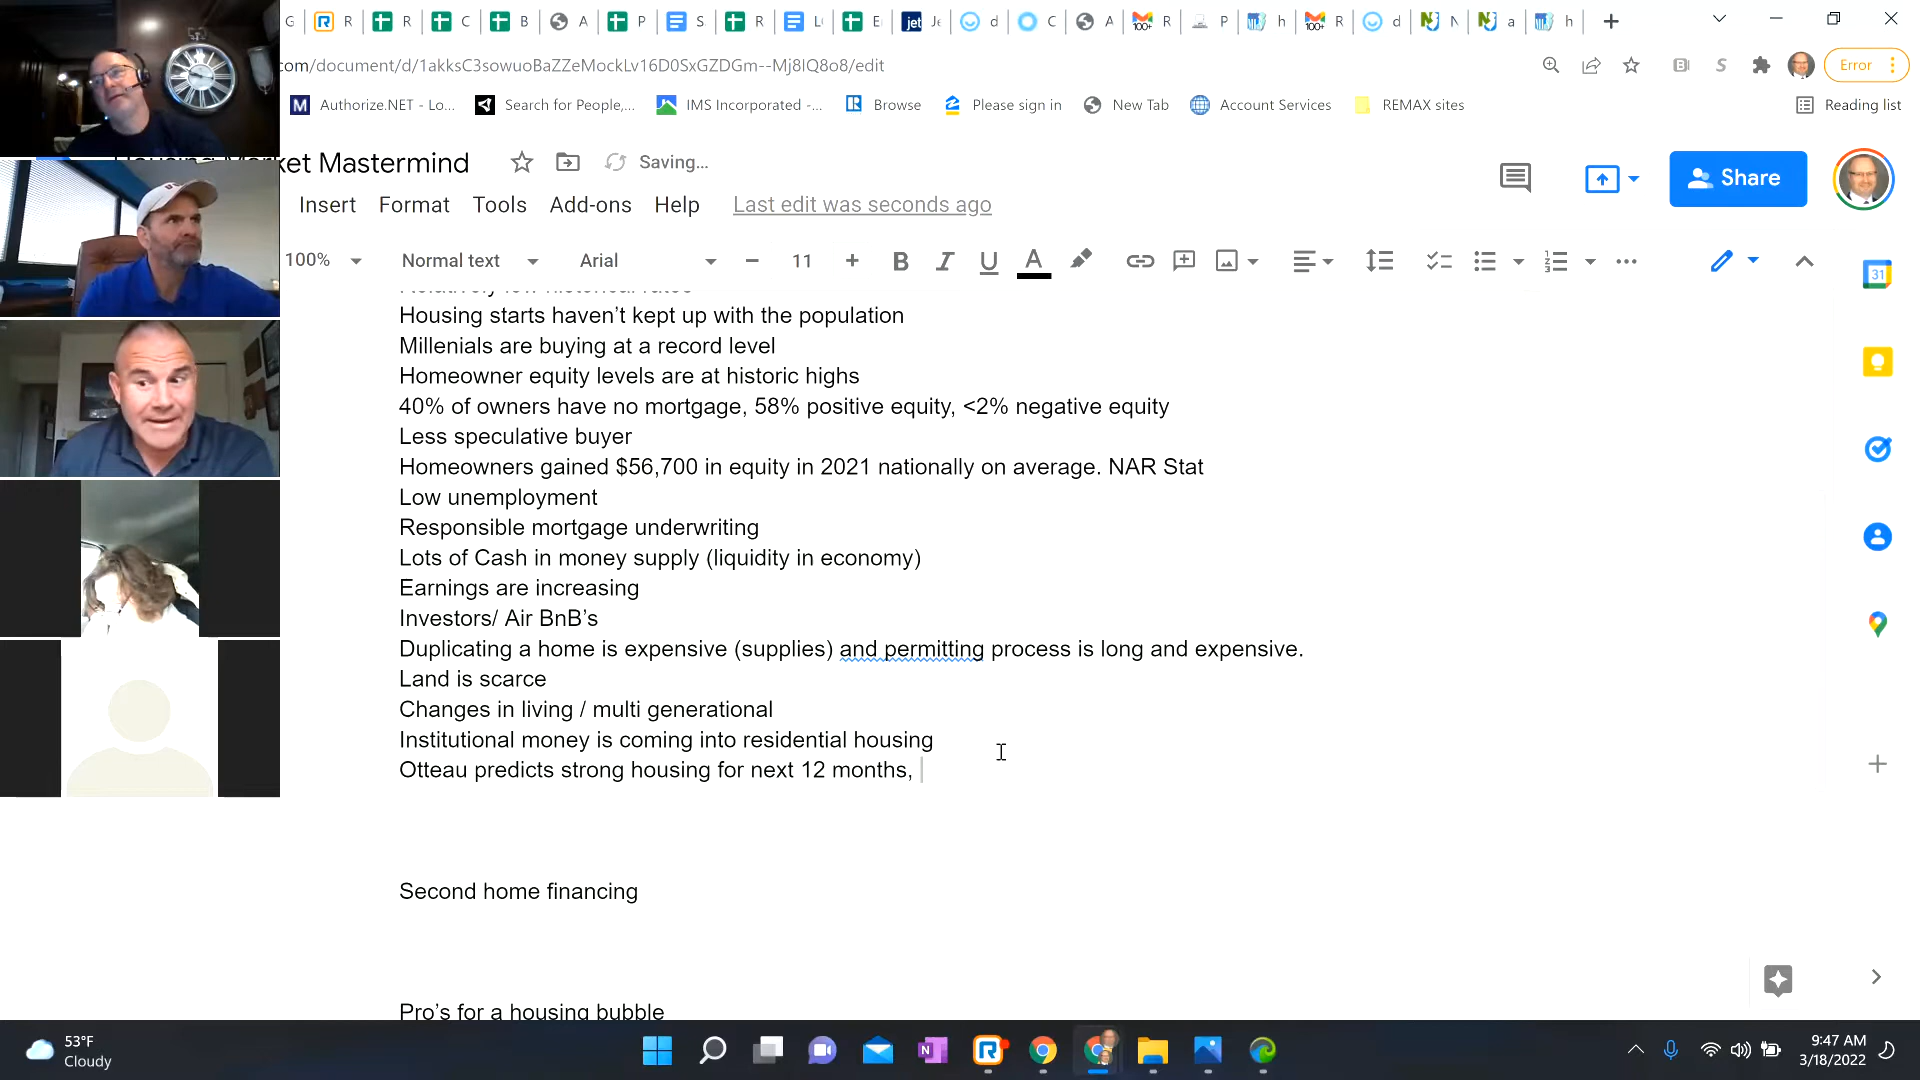 G R R C B A P S R L E Je d C A R P h R d N a h
com/document/d/1akksC3sowuoBaZZeMockLv16D0SxGZDGm--Mj8lQ8o8/edit
Error
Authorize.NET - Lo... Search for People,... IMS Incorporated -... Browse Please sign in New Tab Account Services REMAX sites Reading list
ket Mastermind Saving...
Share
Insert Format Tools Add-ons Help Last edit was seconds ago
100% Normal text Arial 11
Relatively low historical rates
Housing starts haven't kept up with the population
Millenials are buying at a record level
Homeowner equity levels are at historic highs
40% of owners have no mortgage, 58% positive equity, <2% negative equity
Less speculative buyer
Homeowners gained $56,700 in equity in 2021 nationally on average. NAR Stat
Low unemployment
Responsible mortgage underwriting
Lots of Cash in money supply (liquidity in economy)
Earnings are increasing
Investors/ Air BnB's
Duplicating a home is expensive (supplies) and permitting process is long and expensive.
Land is scarce
Changes in living / multi generational
Institutional money is coming into residential housing
Otteau predicts strong housing for next 12 months,
Second home financing
Pro's for a housing bubble
53°F
Cloudy
9:47 AM
3/18/2022